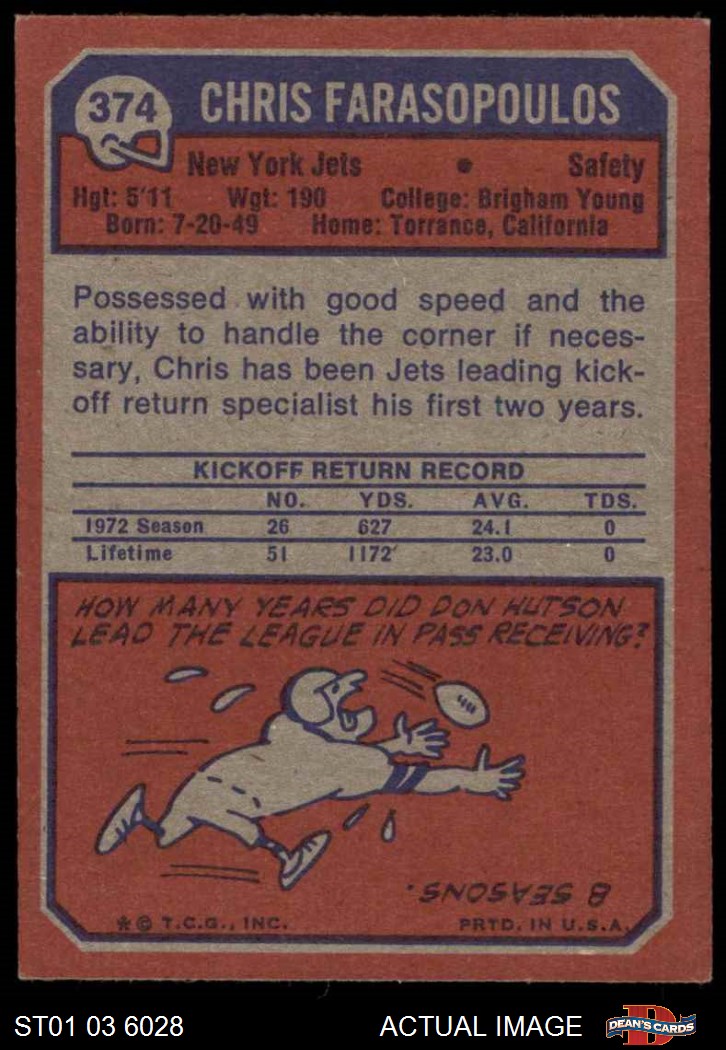 374 CHRIS FARASOPOULOS
New York Jets • Safety
Hgt: 5'11 Wgt: 190 College: Brigham Young
Born: 7-20-49 Home: Torrance, California
Possessed with good speed and the
ability to handle the corner if neces-
sary, Chris has been Jets leading kick-
off return specialist his first two years.
KICKOFF RETURN RECORD
NO. YDS. AVG. TDS.
1972 Season 26 627 24.1 0
Lifetime 51 1172 23.0 0
HOW MANY YEARS DID DON HUTSON
LEAD THE LEAGUE IN PASS RECEIVING?
8 SEASONS.
* © T.C.G., INC. PRTD. IN U.S.A.
ST01 03 6028 ACTUAL IMAGE D DEAN'S CARDS